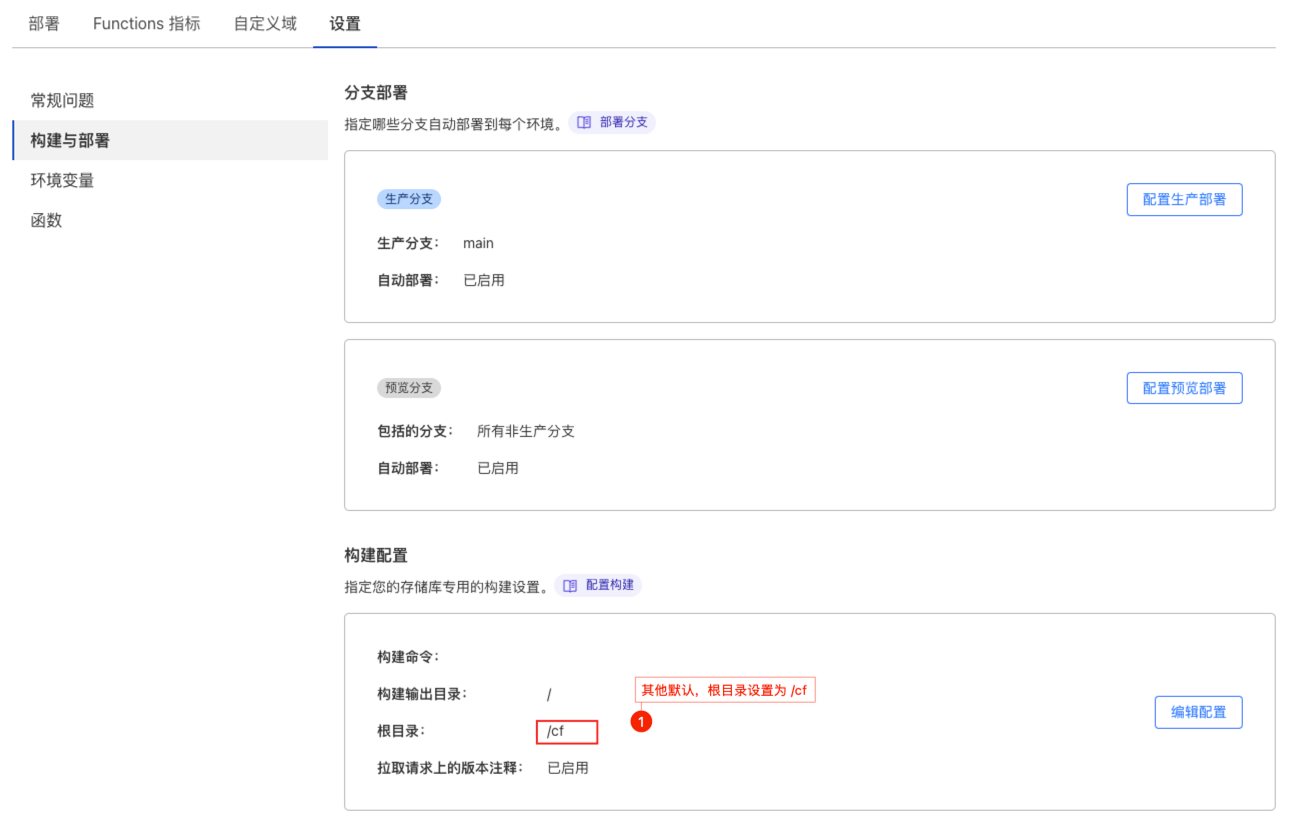 部署 Functions 指标 自定义域 设置
常规问题
构建与部署
环境变量
函数
分支部署
指定哪些分支自动部署到每个环境。 部署分支
生产分支 配置生产部署
生产分支： main
自动部署： 已启用
预览分支 配置预览部署
包括的分支： 所有非生产分支
自动部署： 已启用
构建配置
指定您的存储库专用的构建设置。 配置构建
构建命令：
构建输出目录： / 其他默认，根目录设置为 /cf
编辑配置
根目录： /cf 1
拉取请求上的版本注释： 已启用